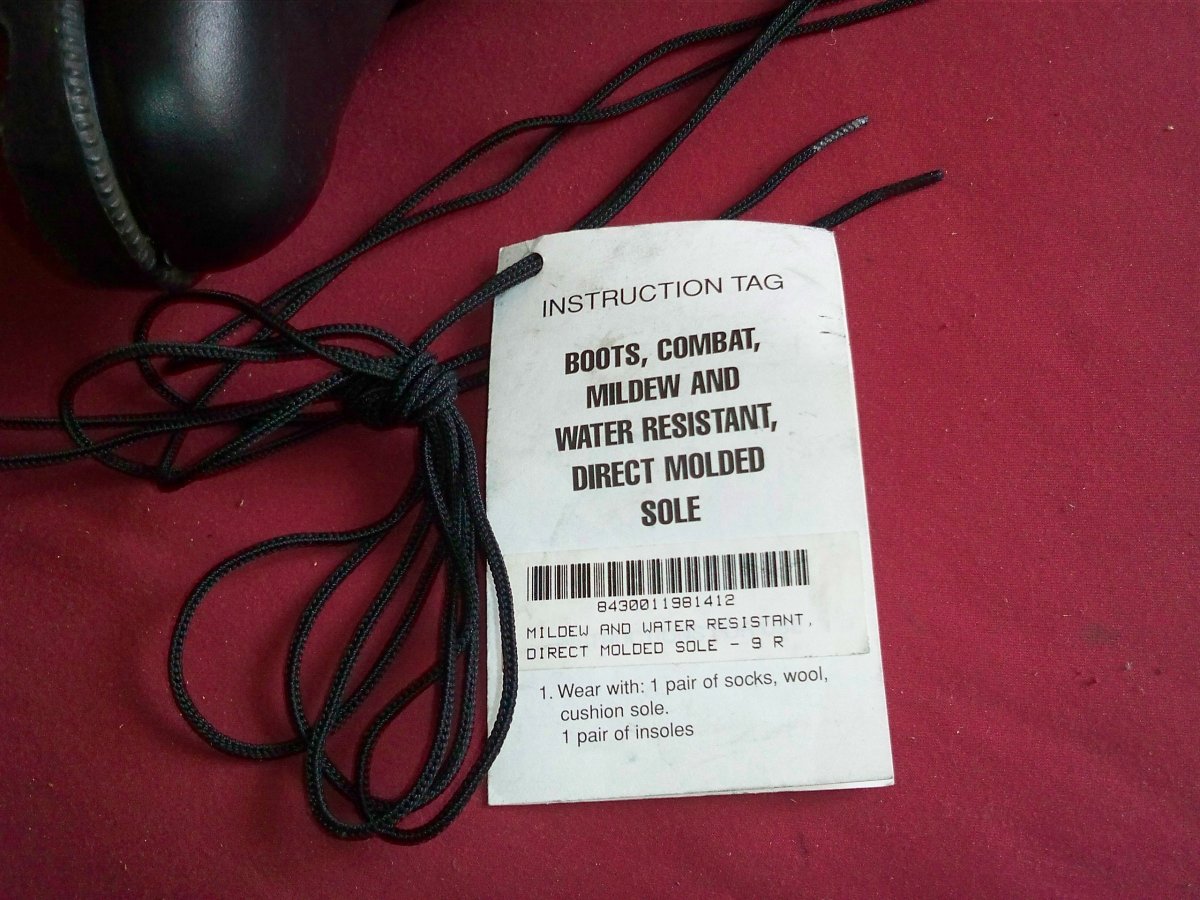 INSTRUCTION TAG
BOOTS, COMBAT,
MILDEW AND
WATER RESISTANT,
DIRECT MOLDED
SOLE
8430011981412
MILDEW AND WATER RESISTANT,
DIRECT MOLDED SOLE - 9 R
1. Wear with: 1 pair of socks, wool,
cushion sole.
1 pair of insoles